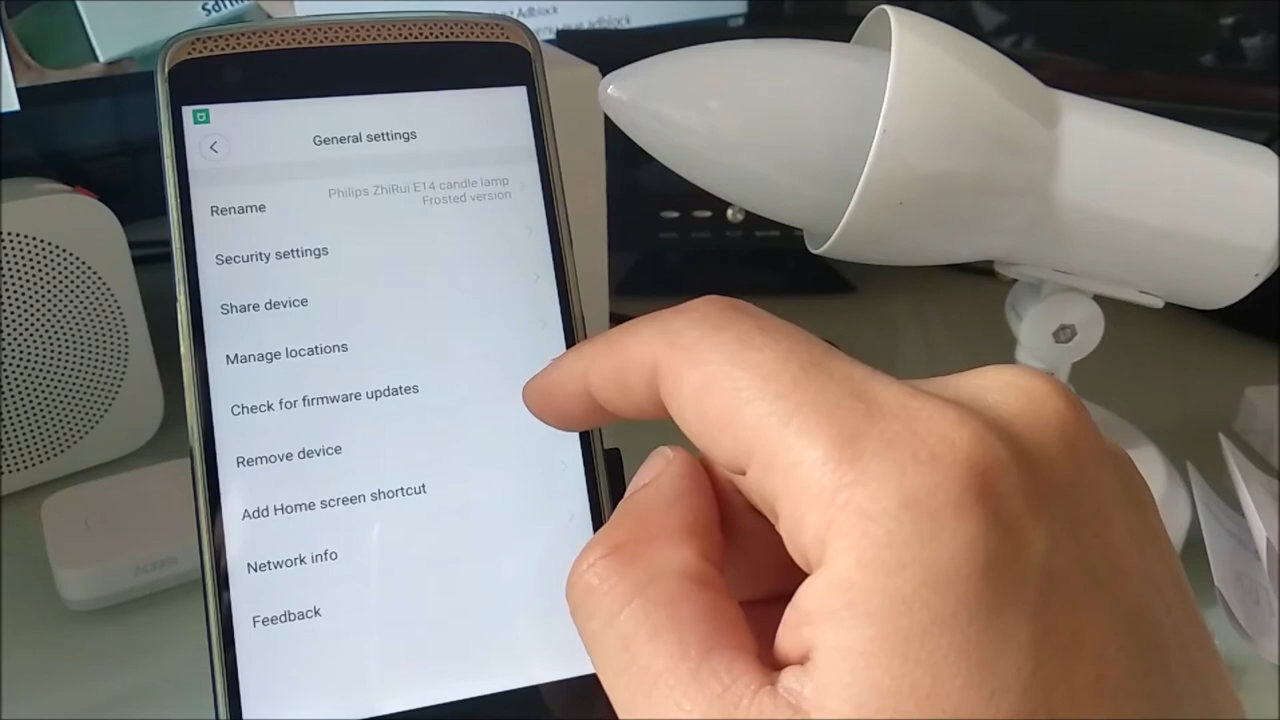 Adblock
General settings
Rename
Philips ZhiRui E14 candle lamp
Frosted version
Security settings
Share device
Manage locations
Check for firmware updates
Remove device
Add Home screen shortcut
Network info
Feedback